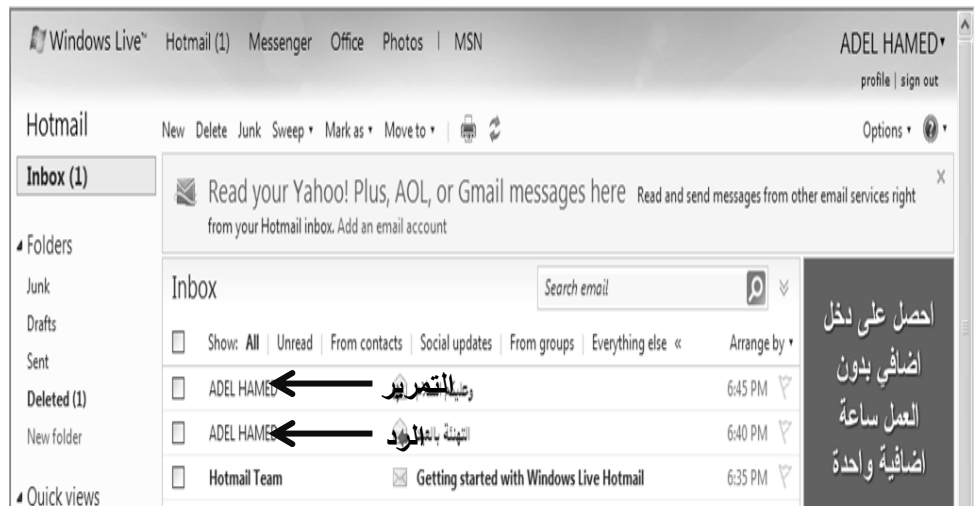 Windows Live™ Hotmail (1) Messenger Office Photos | MSN ADEL HAMED
profile | sign out
Hotmail
New Delete Junk Sweep Mark as Move to
Options
Inbox (1)
Read your Yahoo! Plus, AOL, or Gmail messages here Read and send messages from other email services right
from your Hotmail inbox. Add an email account
Folders
Junk
Drafts
Sent
Deleted (1)
New folder
Quick views
Inbox
Search email
Show: All | Unread | From contacts | Social updates | From groups | Everything else «
Arrange by
ADEL HAMED التمرير 6:45 PM
ADEL HAMED الرد التهنئة 6:40 PM
Hotmail Team Getting started with Windows Live Hotmail 6:35 PM
احصل على دخل
اضافي بدون
العمل ساعة
اضافية واحدة